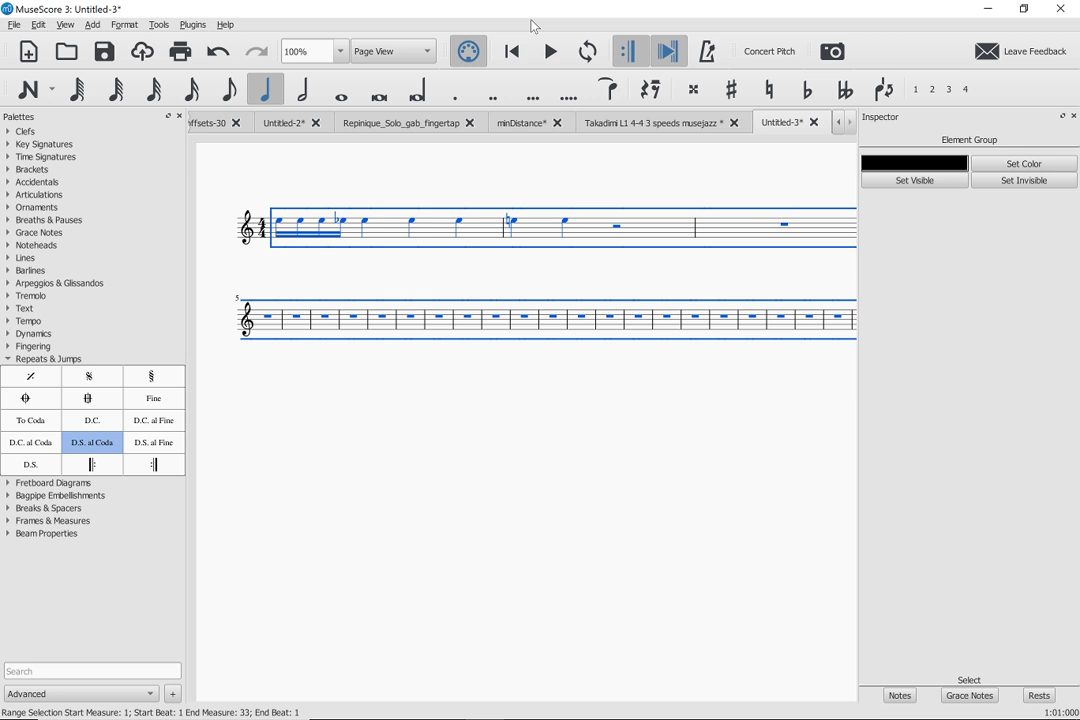 MuseScore 3: Untitled-3*
File Edit View Add Format Tools Plugins Help
100% Page View Concert Pitch Leave Feedback
1 2 3 4
Palettes
ffsets-30 Untitled-2* Repinique_Solo_gab_fingertap minDistance* Takadimi L1 4-4 3 speeds musejazz * Untitled-3*
Inspector
Clefs
Key Signatures
Time Signatures
Brackets
Accidentals
Articulations
Ornaments
Breaths & Pauses
Grace Notes
Noteheads
Lines
Barlines
Arpeggios & Glissandos
Tremolo
Text
Tempo
Dynamics
Fingering
Repeats & Jumps
Fine
To Coda D.C. D.C. al Fine
D.C. al Coda D.S. al Coda D.S. al Fine
D.S.
Fretboard Diagrams
Bagpipe Embellishments
Breaks & Spacers
Frames & Measures
Beam Properties
Search
Advanced +
4
4
5
Element Group
Set Color
Set Visible Set Invisible
Select
Notes Grace Notes Rests
Range Selection Start Measure: 1; Start Beat: 1 End Measure: 33; End Beat: 1 1:01:000